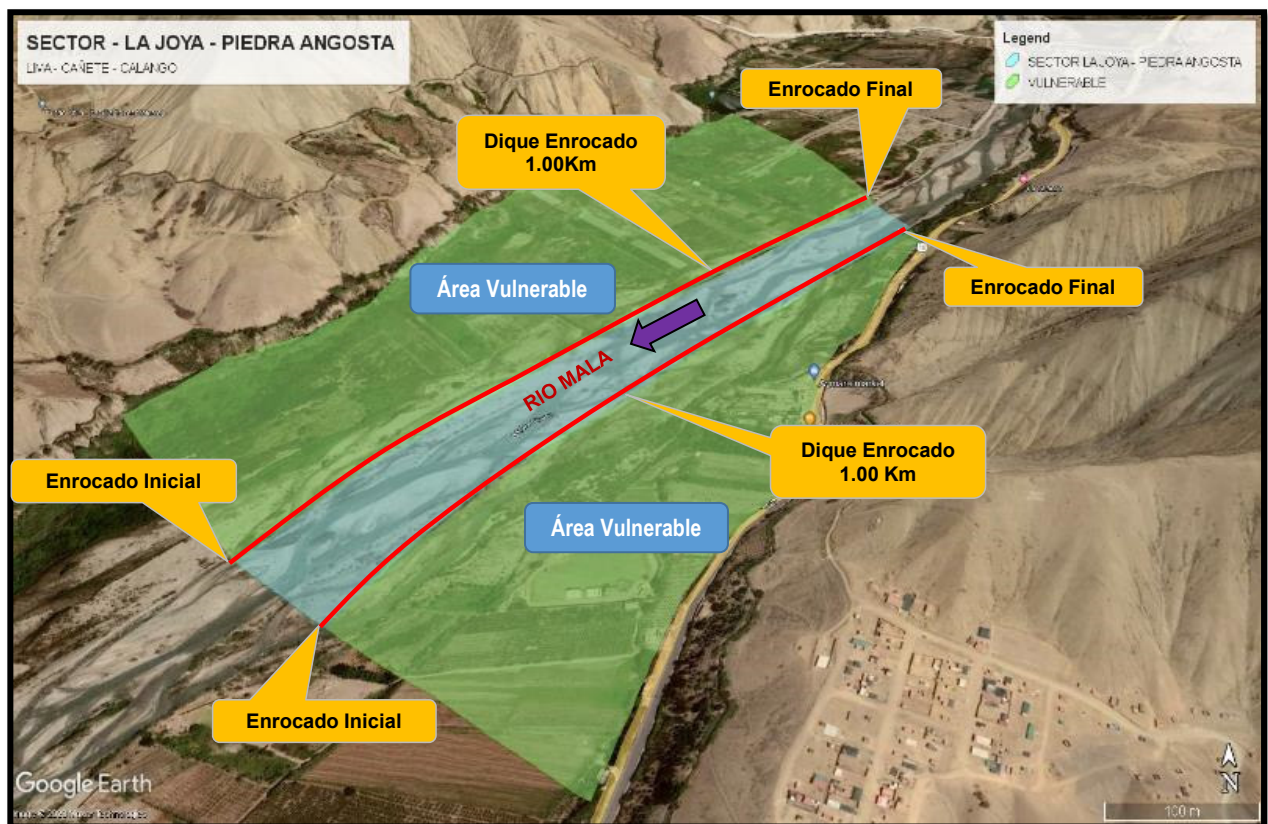 SECTOR - LA JOYA - PIEDRA ANGOSTA
LIMA - CAÑETE - CALANGO
Legend
SECTOR LA JOYA - PIEDRA ANGOSTA
VULNERABLE
Enrocado Final
Dique Enrocado
1.00Km
Enrocado Final
Área Vulnerable
RIO MALA
Dique Enrocado
1.00 Km
Enrocado Inicial
Área Vulnerable
Enrocado Inicial
N
Google Earth
100 m